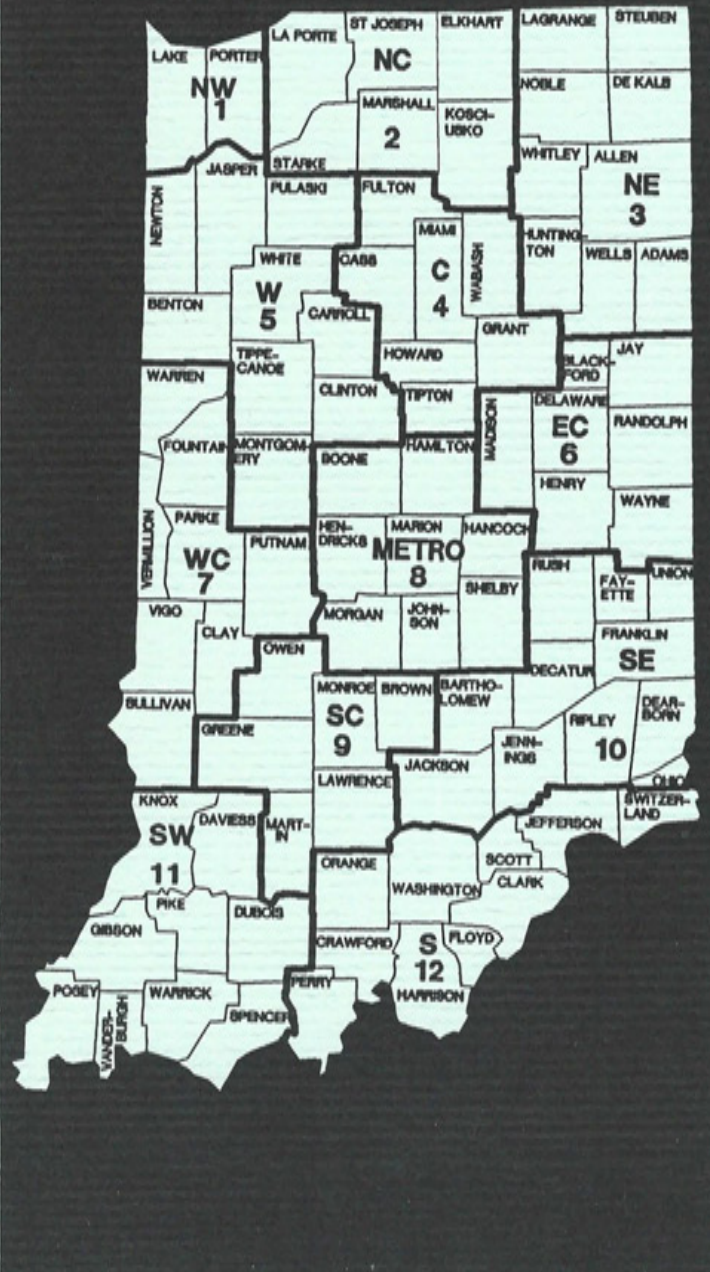 LAKE
PORTER
NW
1
LA PORTE
ST JOSEPH
ELKHART
NC
MARSHALL
2
KOSCI-
USKO
STARKE
LAGRANGE
STEUBEN
NOBLE
DE KALB
WHITLEY
ALLEN
NE
3
HUNTING-
TON
WELLS
ADAMS
NEWTON
JASPER
PULASKI
WHITE
W
5
BENTON
CARROLL
TIPPE-
CANOE
CLINTON
MONTGOM-
ERY
FULTON
CASS
MIAMI
WABASH
C
4
HOWARD
GRANT
TIPTON
BLACK-
FORD
JAY
MADISON
DELAWARE
EC
6
RANDOLPH
HENRY
WAYNE
WARREN
FOUNTAIN
VERMILLION
PARKE
PUTNAM
WC
7
VIGO
CLAY
SULLIVAN
BOONE
HAMILTON
HEN-
DRICKS
MARION
HANCOCK
METRO
8
MORGAN
JOHN-
SON
SHELBY
RUSH
FAY-
ETTE
UNION
FRANKLIN
SE
DECATUR
BARTHO-
LOMEW
JENN-
INGS
RIPLEY
10
DEAR-
BORN
JACKSON
OHIO
OWEN
GREENE
MONROE
BROWN
SC
9
LAWRENCE
MART-
IN
KNOX
DAVIESS
SW
11
PIKE
DUBOIS
GIBSON
POSEY
VANDER-
BURGH
WARRICK
SPENCER
SWITZER-
LAND
JEFFERSON
SCOTT
CLARK
ORANGE
WASHINGTON
CRAWFORD
S
12
FLOYD
HARRISON
PERRY